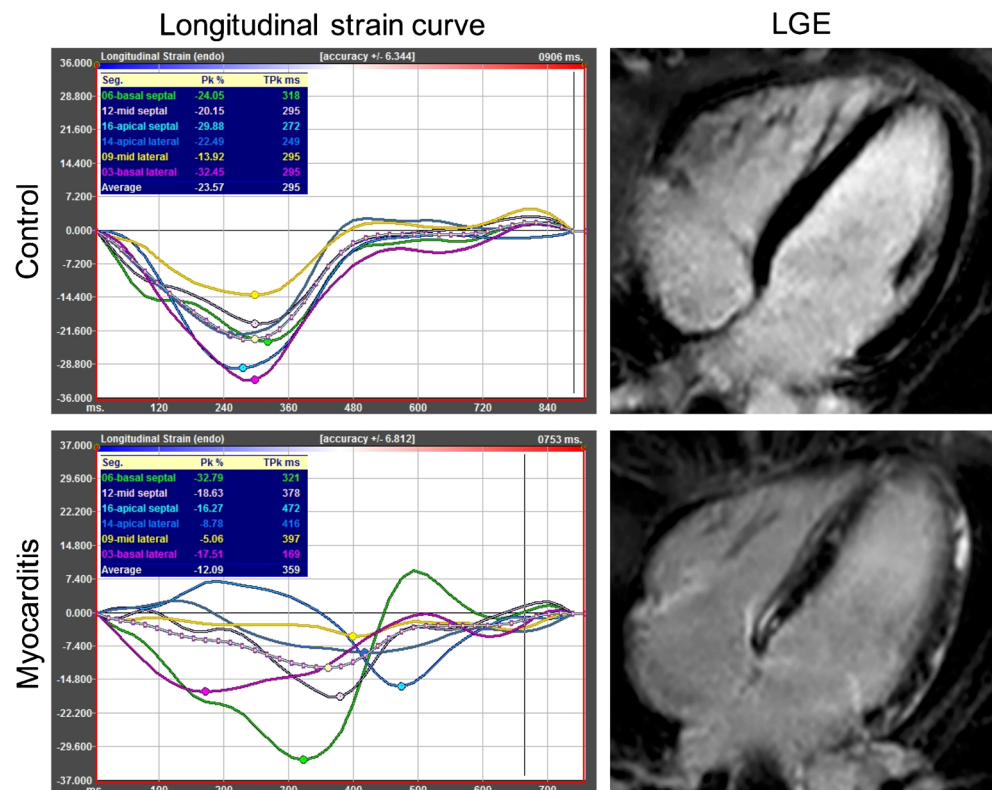 Longitudinal strain curve
LGE
Control
Longitudinal Strain (endo) [accuracy +/- 6.344) 0906 ms.
36.000
28.800
21.600
14.400
7.200
0.000
-7.200
-14.400
-21.600
-28.800
-36.000
Seg. Pk % TPk ms
06-basal septal -24.05 318
12-mid septal -20.15 295
16-apical septal -29.88 272
14-apical lateral -22.49 249
09-mid lateral -13.92 295
03-basal lateral -32.45 295
Average -23.57 295
ms. 120 240 360 480 600 720 840
Myocarditis
Longitudinal Strain (endo) [accuracy +/- 6.812) 0753 ms.
37.000
29.600
22.200
14.800
7.400
0.000
-7.400
-14.800
-22.200
-29.600
-37.000
Seg. Pk % TPk ms
06-basal septal -32.79 321
12-mid septal -18.63 378
16-apical septal -16.27 472
14-apical lateral -8.78 416
09-mid lateral -5.06 397
03-basal lateral -17.51 169
Average -12.09 359
ms. 100 200 300 400 500 600 700